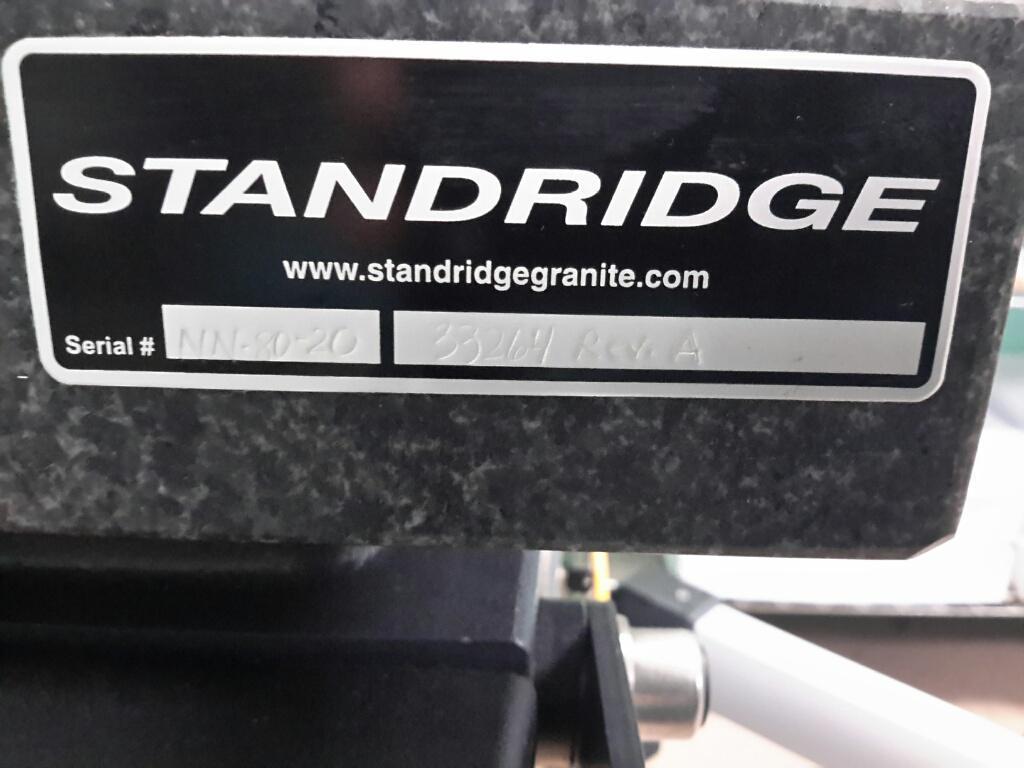 STANDRIDGE
www.standridgegranite.com
Serial # NN-80-20 33264 Rev. A